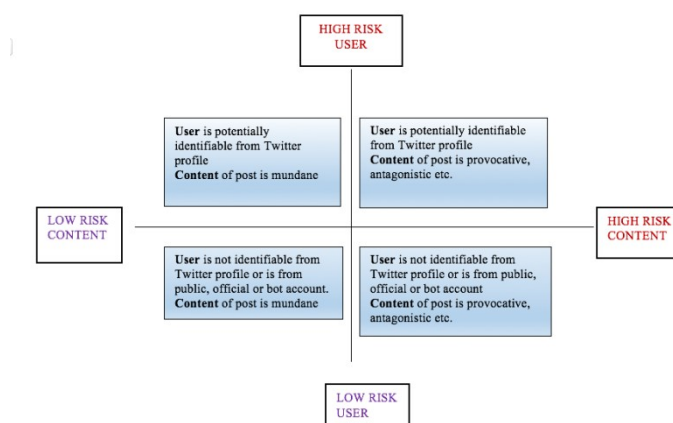 HIGH RISK
USER
User is potentially
identifiable from Twitter
profile
Content of post is mundane
User is potentially identifiable
from Twitter profile
Content of post is provocative,
antagonistic etc.
LOW RISK
CONTENT
HIGH RISK
CONTENT
User is not identifiable from
Twitter profile or is from
public, official or bot account.
Content of post is mundane
User is not identifiable from
Twitter profile or is from public,
official or bot account
Content of post is provocative,
antagonistic etc.
LOW RISK
USER